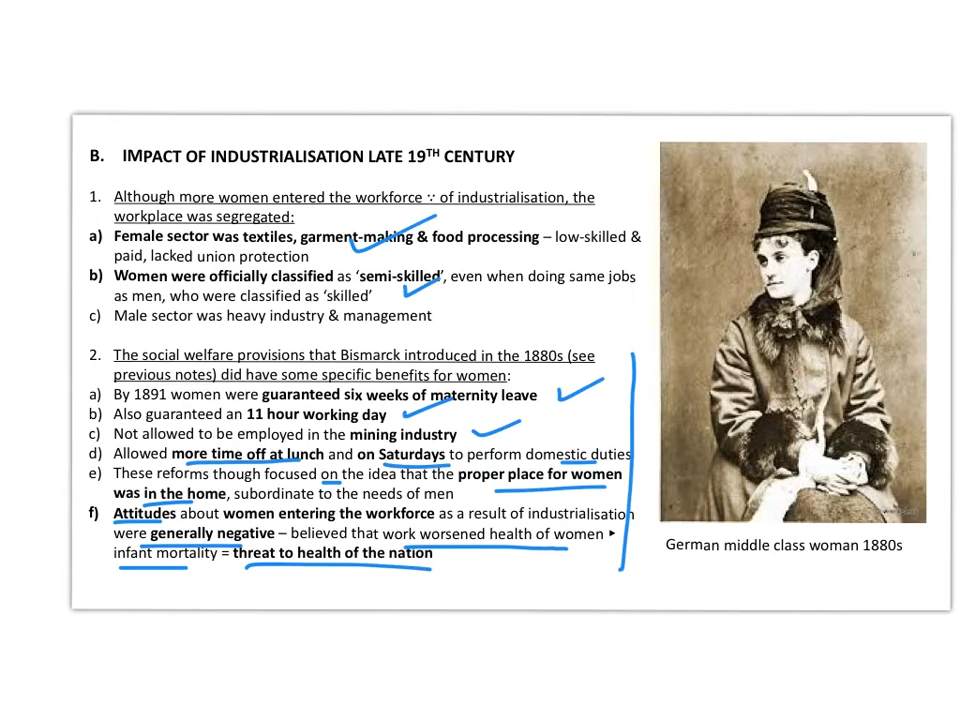 B. IMPACT OF INDUSTRIALISATION LATE 19TH CENTURY
1. Although more women entered the workforce ∵ of industrialisation, the
workplace was segregated:
a) Female sector was textiles, garment-making & food processing – low-skilled &
paid, lacked union protection
b) Women were officially classified as ‘semi-skilled’, even when doing same jobs
as men, who were classified as ‘skilled’
c) Male sector was heavy industry & management
2. The social welfare provisions that Bismarck introduced in the 1880s (see
previous notes) did have some specific benefits for women:
a) By 1891 women were guaranteed six weeks of maternity leave
b) Also guaranteed an 11 hour working day
c) Not allowed to be employed in the mining industry
d) Allowed more time off at lunch and on Saturdays to perform domestic duties
e) These reforms though focused on the idea that the proper place for women
was in the home, subordinate to the needs of men
f) Attitudes about women entering the workforce as a result of industrialisation
were generally negative – believed that work worsened health of women ▸
infant mortality = threat to health of the nation
German middle class woman 1880s